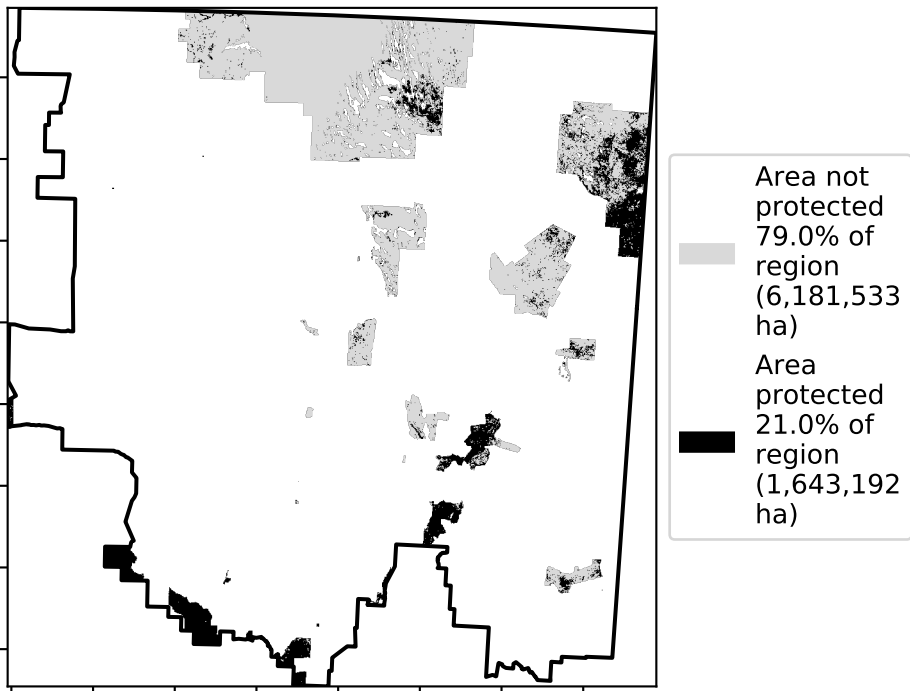 Area not
protected
79.0% of
region
(6,181,533
ha)
Area
protected
21.0% of
region
(1,643,192
ha)